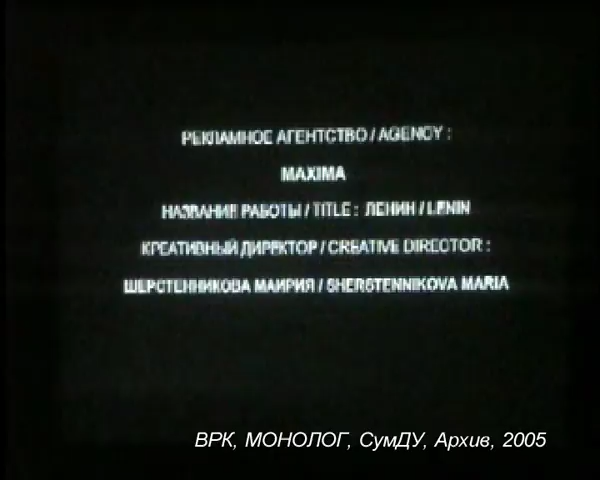 РЕКЛАМНОЕ АГЕНТСТВО / AGENCY :
MAXIMA
НАЗВАНИЕ РАБОТЫ / TITLE : ЛЕНИН / LENIN
КРЕАТИВНЫЙ ДИРЕКТОР / CREATIVE DIRECTOR :
ШЕРСТЕННИКОВА МАИРИЯ / SHERSTENNIKOVA MARIA
ВРК, МОНОЛОГ, СумДУ, Архив, 2005